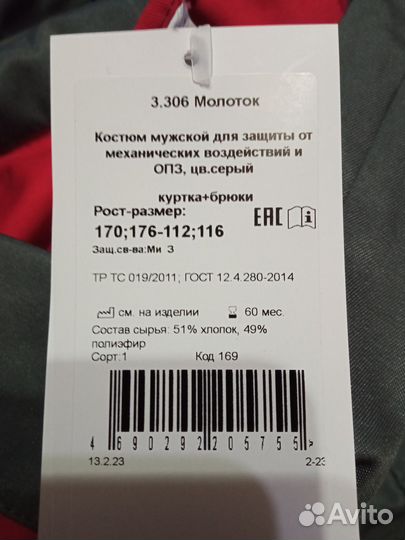 3.306 Молоток
Костюм мужской для защиты от
механических воздействий и
ОПЗ, цв.серый
куртка+брюки
Рост-размер:
170;176-112;116
ЕАС
Защ.св-ва:Ми З
ТР ТС 019/2011; ГОСТ 12.4.280-2014
см. на изделии 60 мес.
Состав сырья: 51% хлопок, 49%
полиэфир
Сорт:1 Код 169
4 690292 205755 >
13.2.23 2-23
Avito